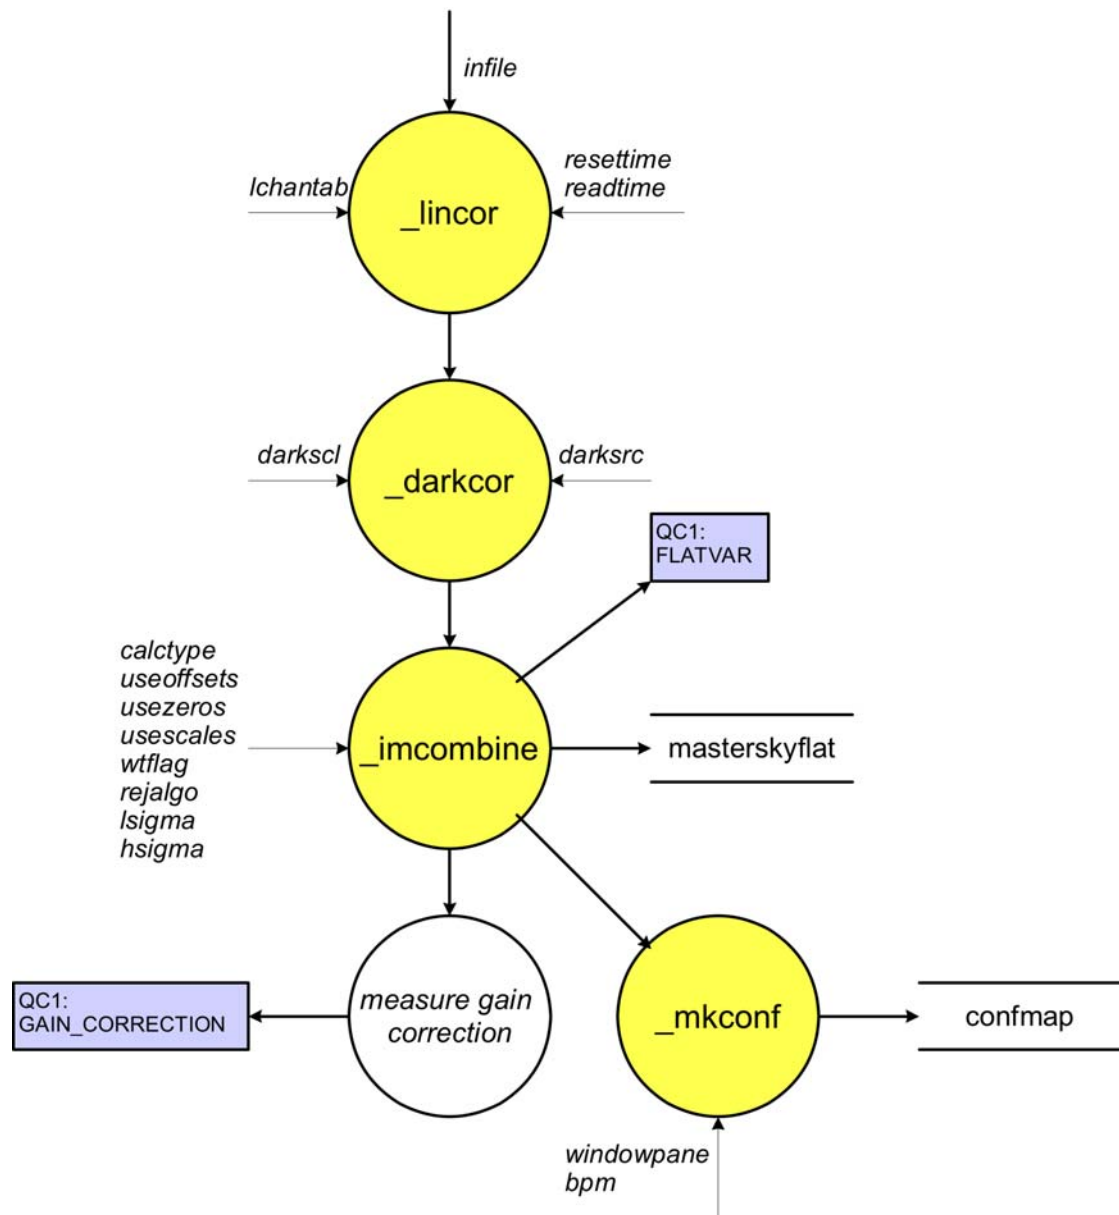 infile
lchantab
_lincor
resettime
readtime
darkscl
_darkcor
darksrc
QC1:
FLATVAR
calctype
useoffsets
usezeros
usescales
wtflag
rejalgo
lsigma
hsigma
_imcombine
masterskyflat
QC1:
GAIN_CORRECTION
measure gain
correction
_mkconf
confmap
windowpane
bpm